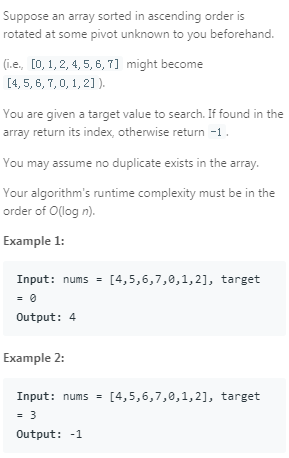 Suppose an array sorted in ascending order is
rotated at some pivot unknown to you beforehand.
(i.e., [0,1,2,4,5,6,7] might become
[4,5,6,7,0,1,2] ).
You are given a target value to search. If found in the
array return its index, otherwise return -1 .
You may assume no duplicate exists in the array.
Your algorithm's runtime complexity must be in the
order of O(log n).
Example 1:
Input: nums = [4,5,6,7,0,1,2], target
= 0
Output: 4
Example 2:
Input: nums = [4,5,6,7,0,1,2], target
= 3
Output: -1